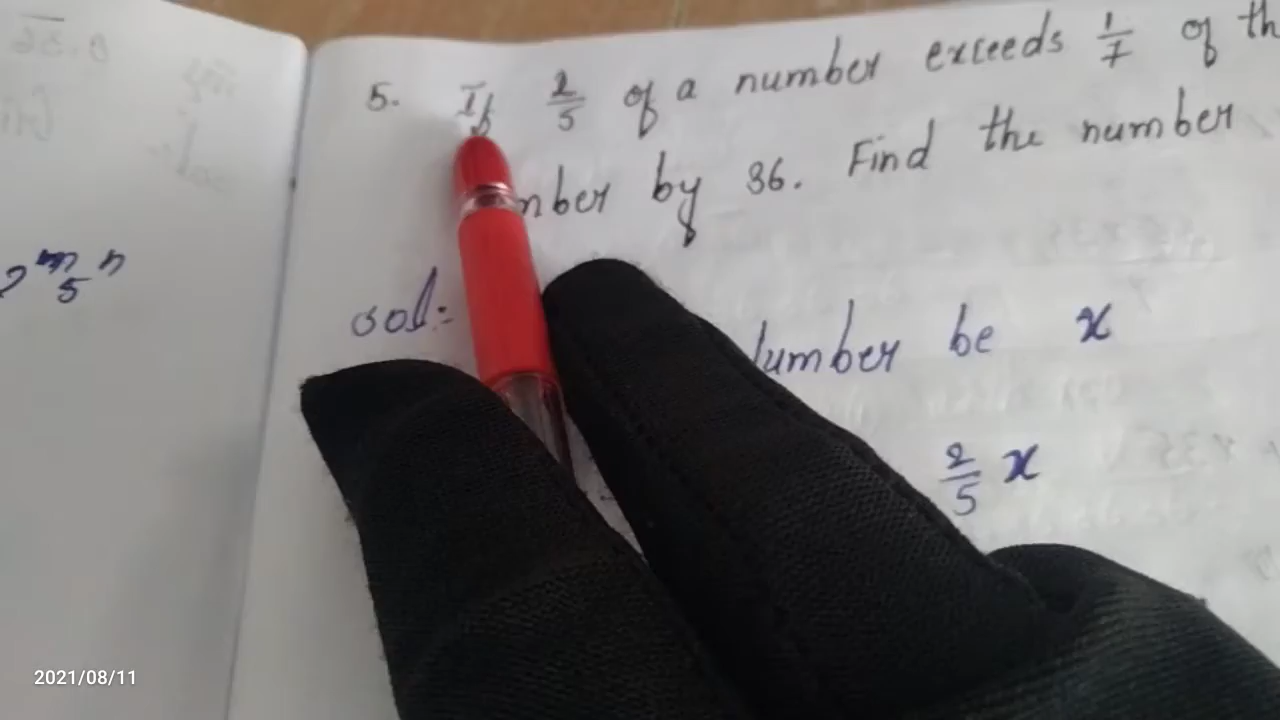 5. If 2/5 of a number exceeds 1/7 of th
mber by 36. Find the number
sol:- umber be x
2/5 x
2021/08/11